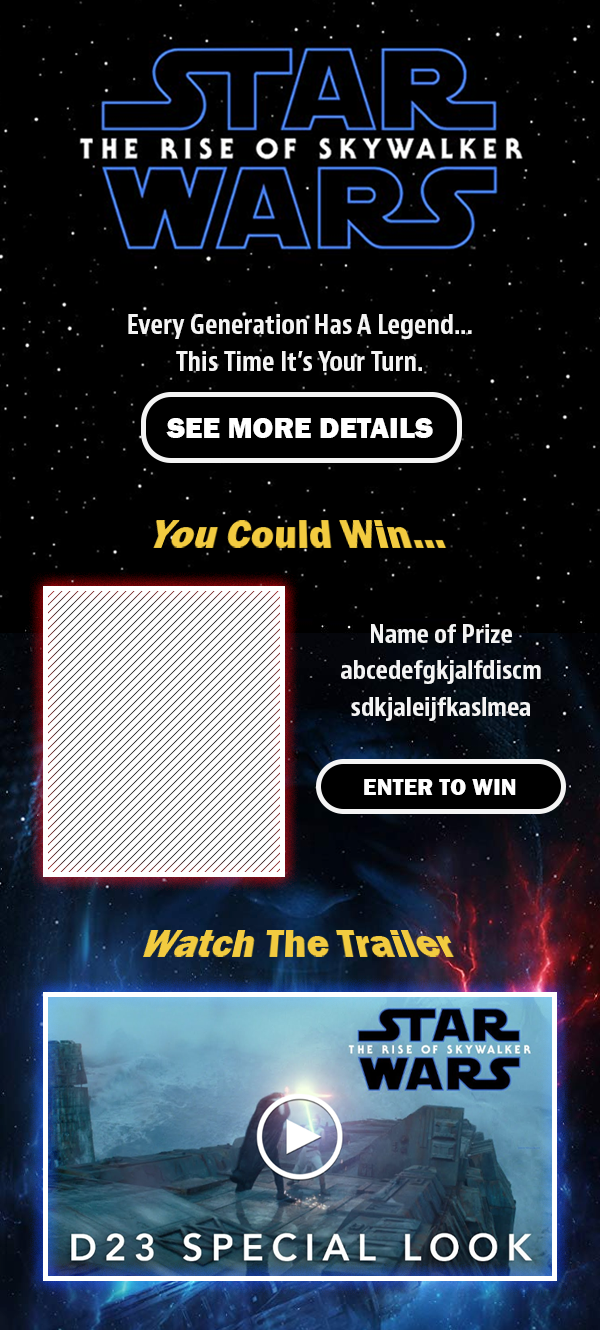 STAR
THE RISE OF SKYWALKER
WARS
Every Generation Has A Legend...
This Time It’s Your Turn.
SEE MORE DETAILS
You Could Win...
Name of Prize
abcedefgkjalfdiscm
sdkjaleijfkaslmea
ENTER TO WIN
Watch The Trailer
STAR
THE RISE OF SKYWALKER
WARS
D23 SPECIAL LOOK